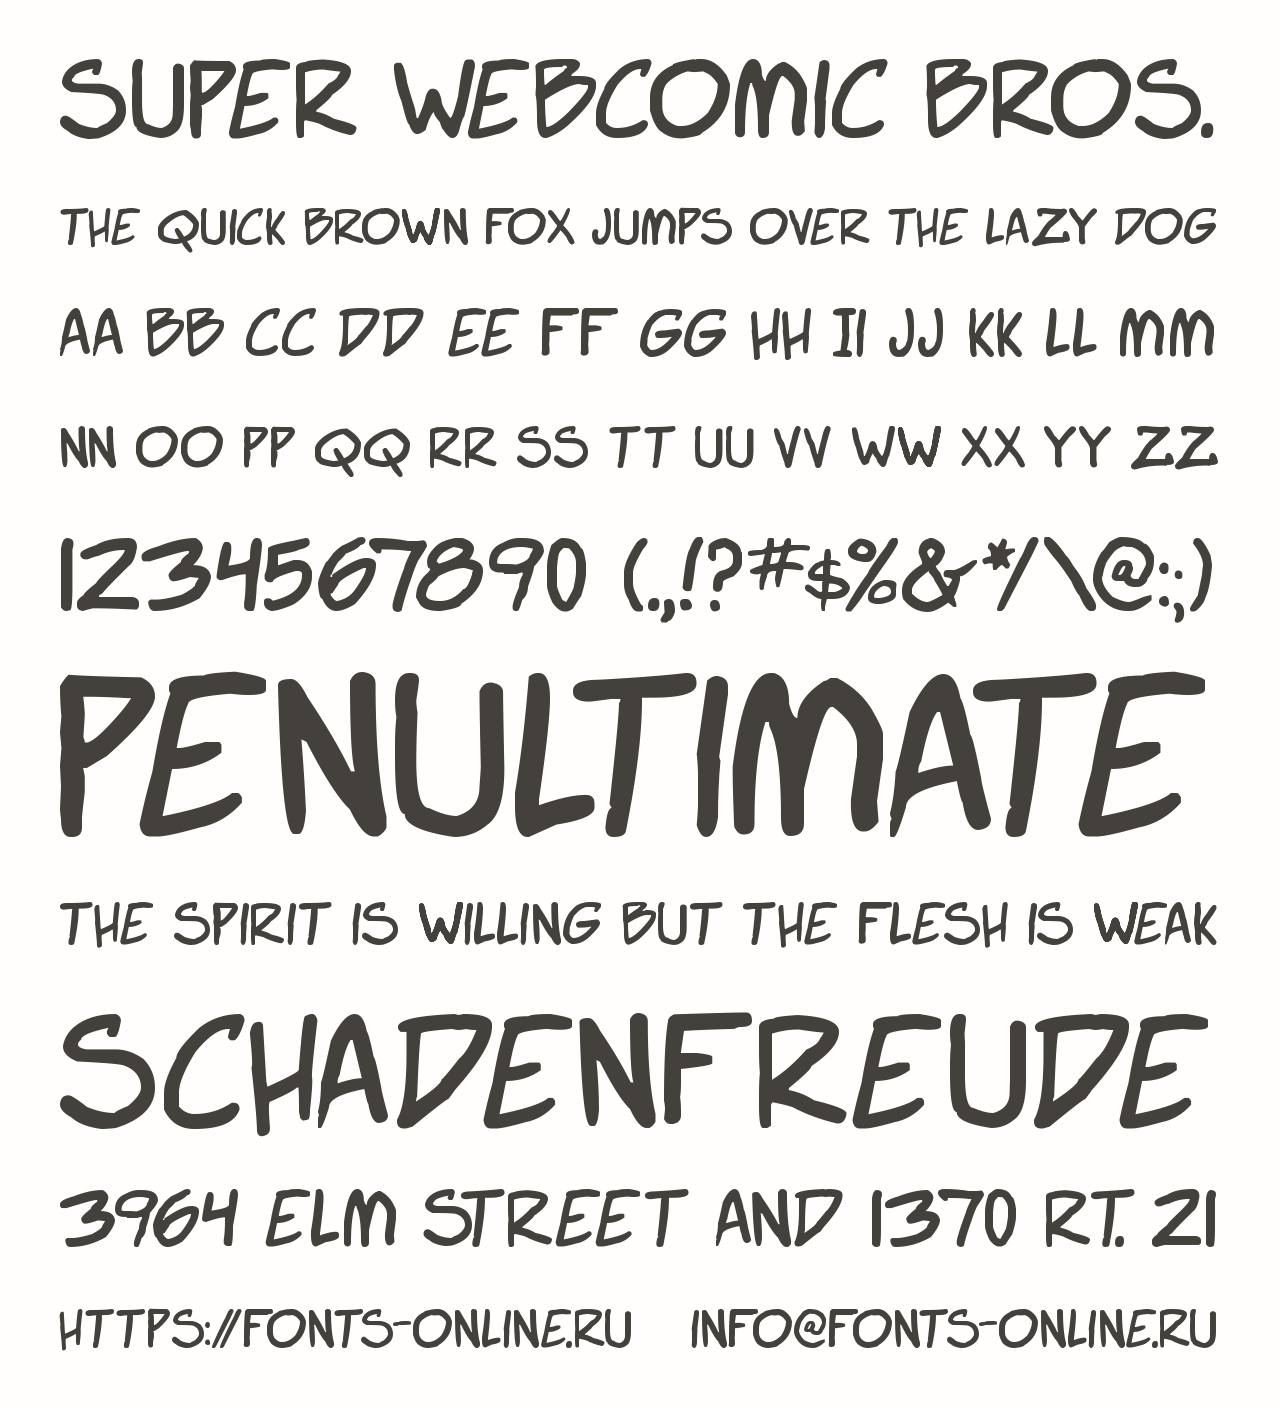 SUPER WEBCOMIC BROS.
THE QUICK BROWN FOX JUMPS OVER THE LAZY DOG
AA BB CC DD EE FF GG HH II JJ KK LL MM
NN OO PP QQ RR SS TT UU VV WW XX YY ZZ
1234567890 (.,!?#$%&*/\@:;)
PENULTIMATE
THE SPIRIT IS WILLING BUT THE FLESH IS WEAK
SCHADENFREUDE
3964 ELM STREET AND 1370 RT. 21
HTTPS://FONTS-ONLINE.RU INFO@FONTS-ONLINE.RU